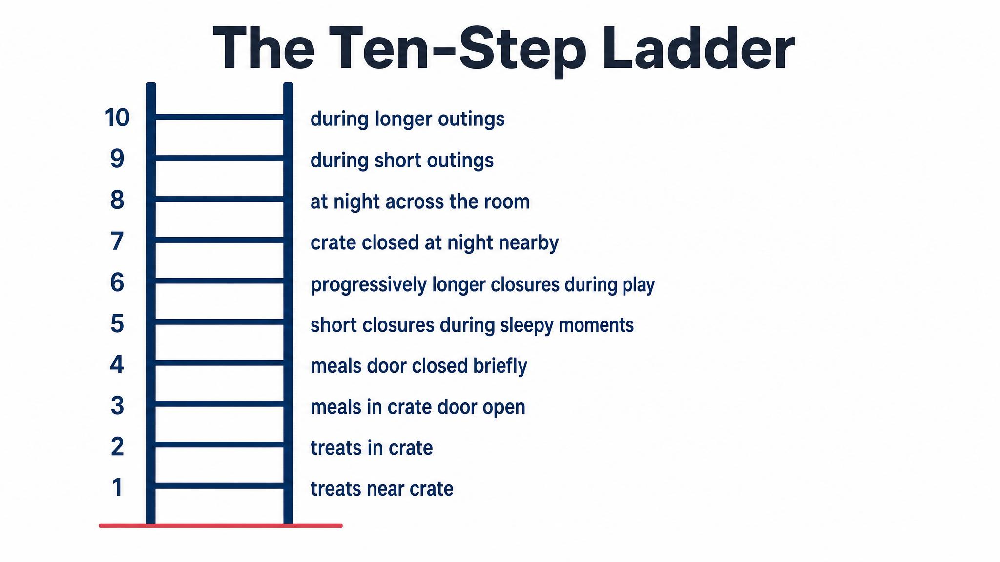 The Ten-Step Ladder
10 during longer outings
9 during short outings
8 at night across the room
7 crate closed at night nearby
6 progressively longer closures during play
5 short closures during sleepy moments
4 meals door closed briefly
3 meals in crate door open
2 treats in crate
1 treats near crate